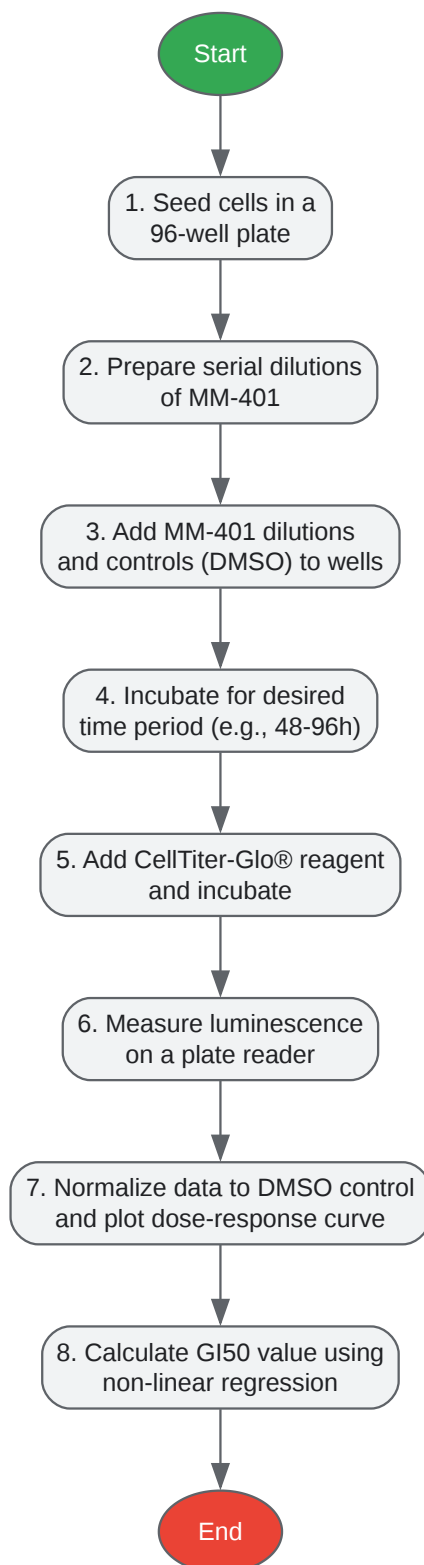 Start
1. Seed cells in a
96-well plate
2. Prepare serial dilutions
of MM-401
3. Add MM-401 dilutions
and controls (DMSO) to wells
4. Incubate for desired
time period (e.g., 48-96h)
5. Add CellTiter-Glo® reagent
and incubate
6. Measure luminescence
on a plate reader
7. Normalize data to DMSO control
and plot dose-response curve
8. Calculate GI50 value using
non-linear regression
End